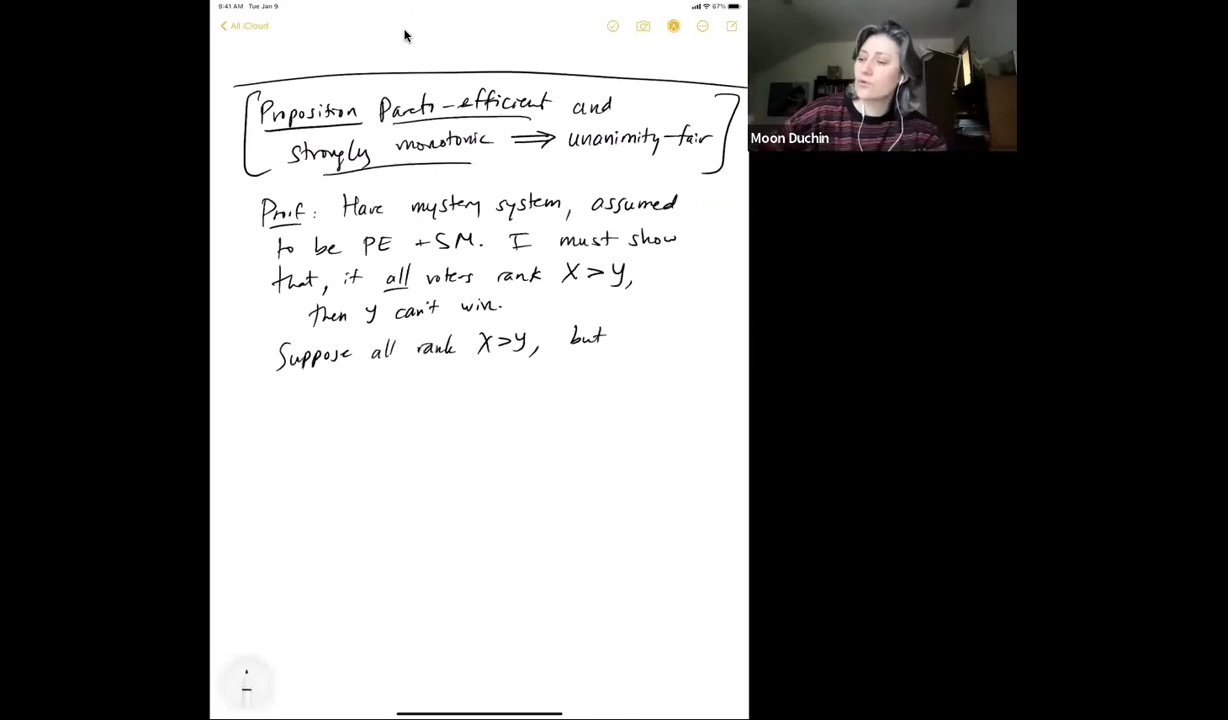 9:41 AM Tue Jan 9
67%
All iCloud
Proposition Pareto-efficient and
strongly monotonic ⟹ unanimity-fair
Proof: Have mystery system, assumed
to be PE + SM. I must show
that, if all voters rank X > Y,
then Y can't win.
Suppose all rank X > Y, but
Moon Duchin